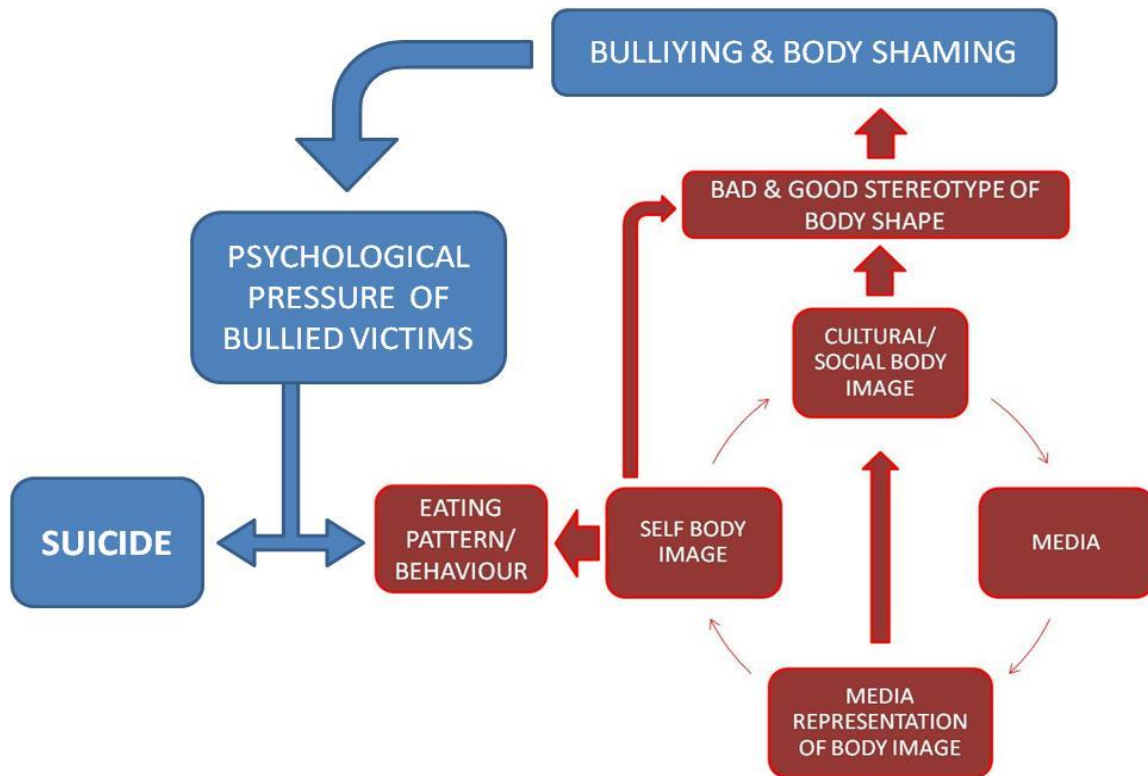 BULLIYING & BODY SHAMING
BAD & GOOD STEREOTYPE OF
BODY SHAPE
PSYCHOLOGICAL
PRESSURE OF
BULLIED VICTIMS
CULTURAL/
SOCIAL BODY
IMAGE
SUICIDE
EATING
PATTERN/
BEHAVIOUR
SELF BODY
IMAGE
MEDIA
MEDIA
REPRESENTATION
OF BODY IMAGE